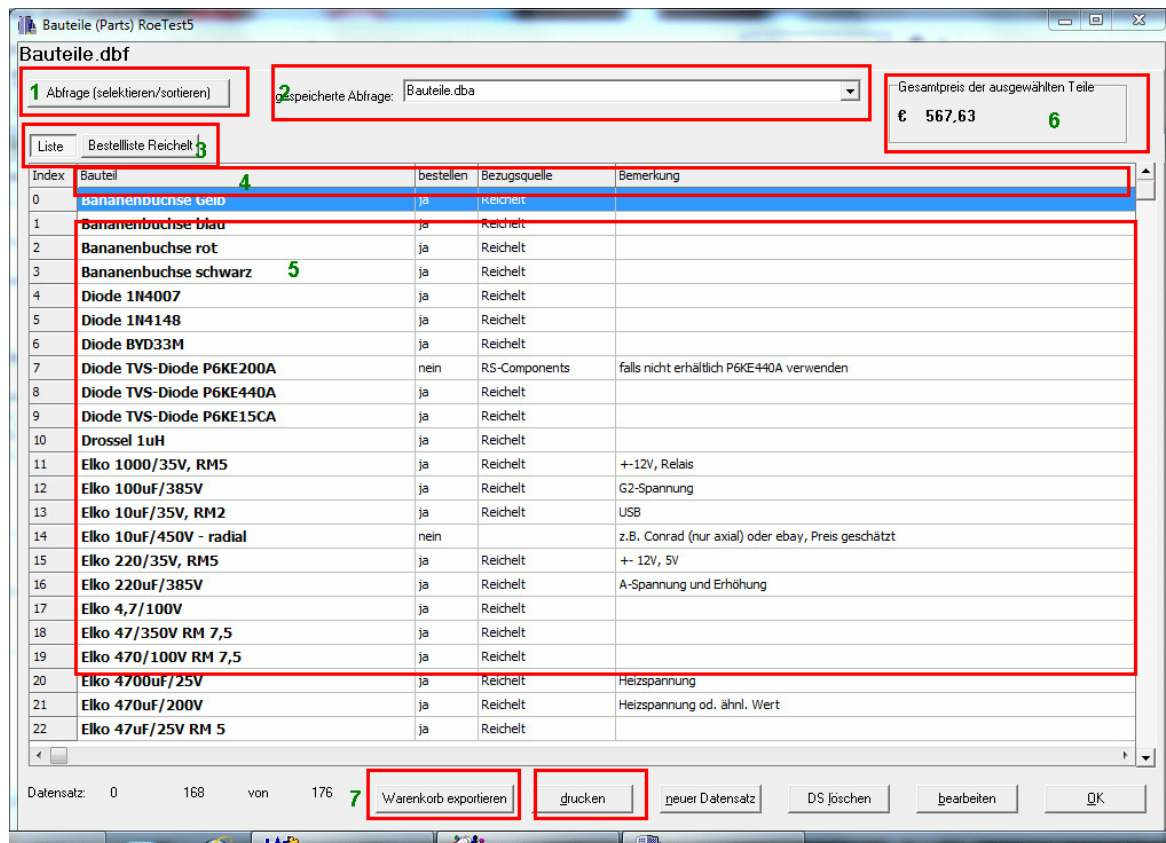 Bauteile (Parts) RoeTest5
Bauteile.dbf
1 Abfrage (selektieren/sortieren)
2 gespeicherte Abfrage: Bauteile.dba
Gesamtpreis der ausgewählten Teile
€ 567,63 6
Liste Bestellliste Reichelt 3
Index Bauteil 4 bestellen Bezugsquelle Bemerkung
0 Bananenbuchse Gelb ja Reichelt
1 Bananenbuchse blau ja Reichelt
2 Bananenbuchse rot ja Reichelt
3 Bananenbuchse schwarz 5 ja Reichelt
4 Diode 1N4007 ja Reichelt
5 Diode 1N4148 ja Reichelt
6 Diode BYD33M ja Reichelt
7 Diode TVS-Diode P6KE200A nein RS-Components falls nicht erhältlich P6KE440A verwenden
8 Diode TVS-Diode P6KE440A ja Reichelt
9 Diode TVS-Diode P6KE15CA ja Reichelt
10 Drossel 1uH ja Reichelt
11 Elko 1000/35V, RM5 ja Reichelt +-12V, Relais
12 Elko 100uF/385V ja Reichelt G2-Spannung
13 Elko 10uF/35V, RM2 ja Reichelt USB
14 Elko 10uF/450V - radial nein z.B. Conrad (nur axial) oder ebay, Preis geschätzt
15 Elko 220/35V, RM5 ja Reichelt +- 12V, 5V
16 Elko 220uF/385V ja Reichelt A-Spannung und Erhöhung
17 Elko 4,7/100V ja Reichelt
18 Elko 47/350V RM 7,5 ja Reichelt
19 Elko 470/100V RM 7,5 ja Reichelt
20 Elko 4700uF/25V ja Reichelt Heizspannung
21 Elko 470uF/200V ja Reichelt Heizspannung od. ähnl. Wert
22 Elko 47uF/25V RM 5 ja Reichelt
Datensatz: 0 168 von 176 7 Warenkorb exportieren drucken neuer Datensatz DS löschen bearbeiten OK